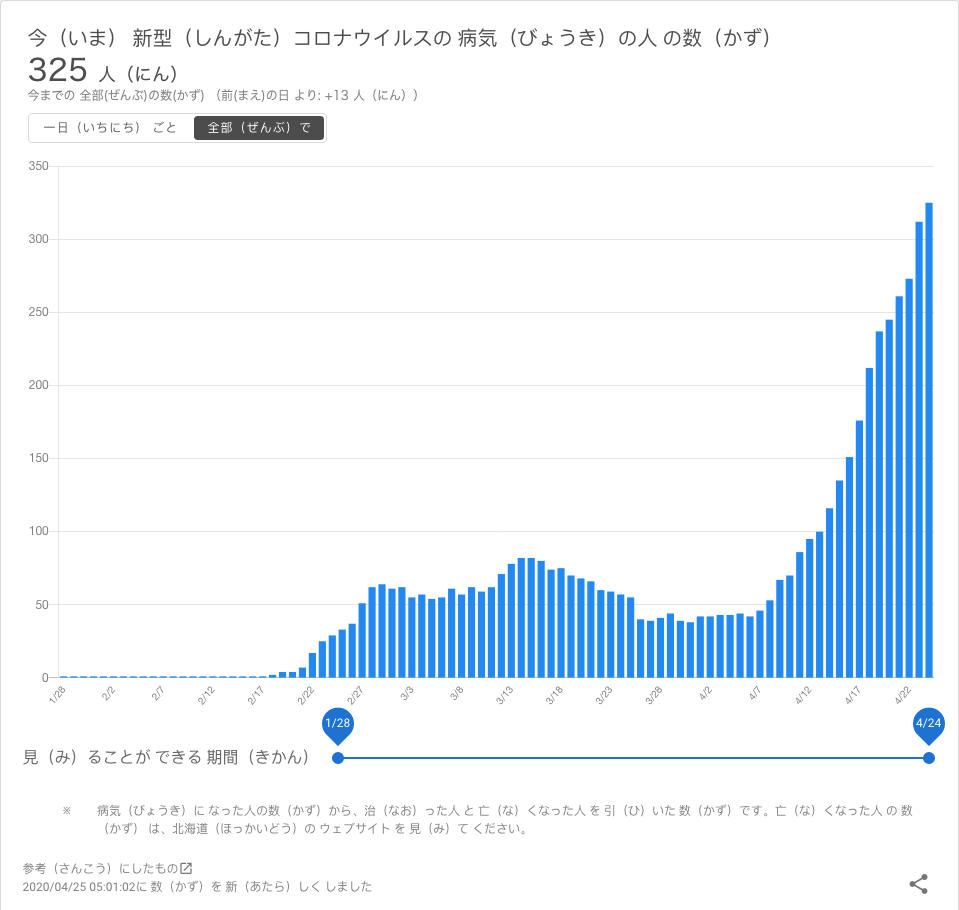 今（いま） 新型（しんがた）コロナウイルスの 病気（びょうき）の人 の数（かず）
325 人（にん）
今までの 全部(ぜんぶ)の数(かず) （前(まえ)の日 より: +13 人（にん））
一日（いちにち） ごと 全部（ぜんぶ）で
350
300
250
200
150
100
50
0
1/28 2/2 2/7 2/12 2/17 2/22 2/27 3/3 3/8 3/13 3/18 3/23 3/28 4/2 4/7 4/12 4/17 4/22
1/28 4/24
見（み）ることが できる 期間（きかん）
※ 病気（びょうき）に なった人の数（かず）から、治（なお）った人 と 亡（な）くなった人 を 引（ひ）いた 数（かず）です。亡（な）くなった人 の 数
（かず） は、北海道（ほっかいどう）の ウェブサイト を 見（み）て ください。
参考（さんこう）にしたもの
2020/04/25 05:01:02に 数（かず）を 新（あたら）しく しました